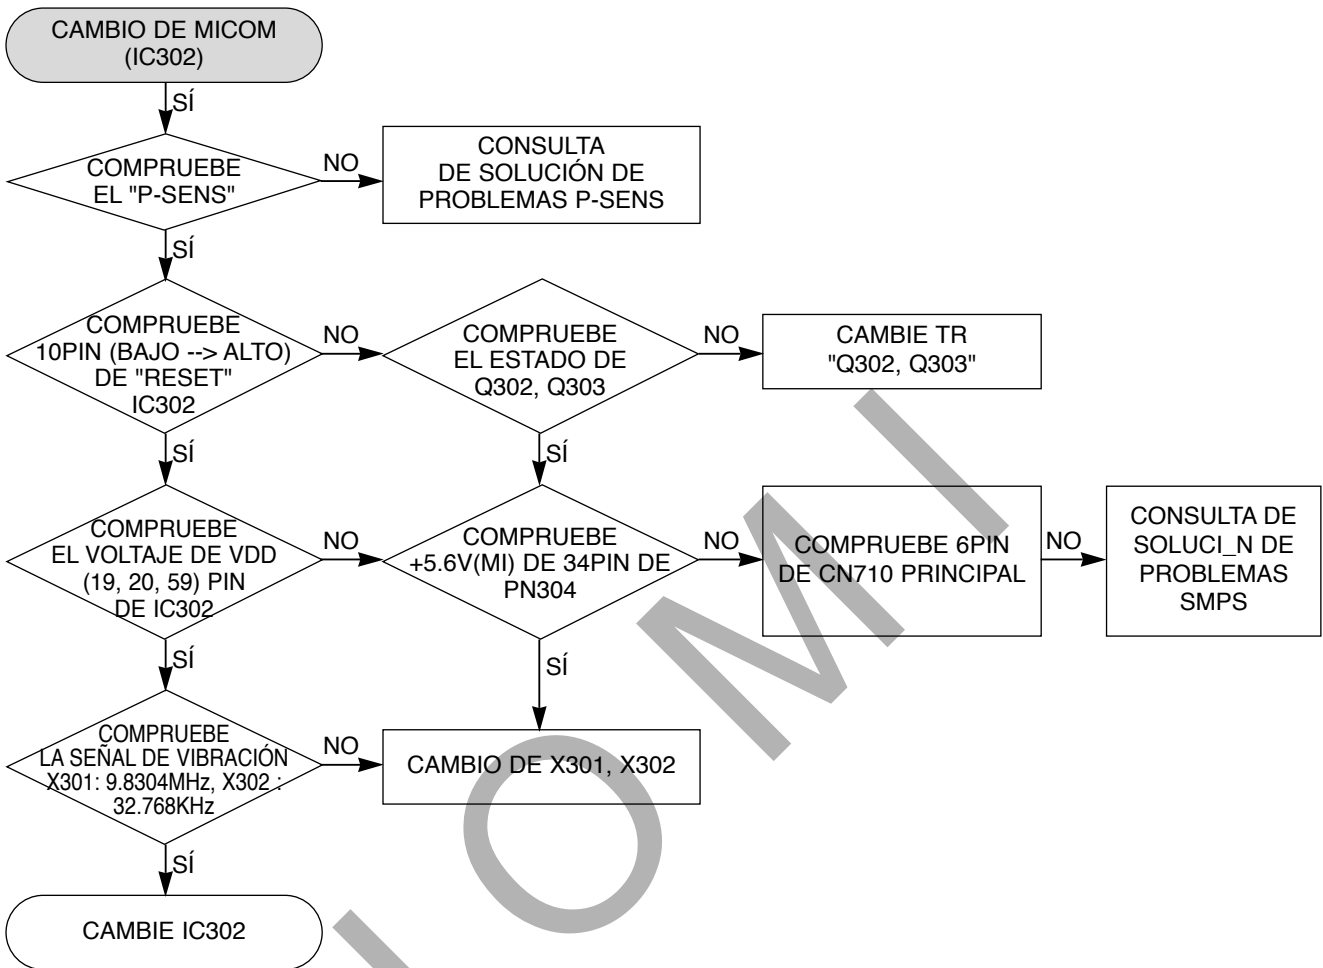 CAMBIO DE MICOM
(IC302)
SÍ
COMPRUEBE
EL "P-SENS"
NO
CONSULTA
DE SOLUCIÓN DE
PROBLEMAS P-SENS
SÍ
COMPRUEBE
10PIN (BAJO --> ALTO)
DE "RESET"
IC302
NO
COMPRUEBE
EL ESTADO DE
Q302, Q303
NO
CAMBIE TR
"Q302, Q303"
SÍ
SÍ
COMPRUEBE
EL VOLTAJE DE VDD
(19, 20, 59) PIN
DE IC302
NO
COMPRUEBE
+5.6V(MI) DE 34PIN DE
PN304
NO
COMPRUEBE 6PIN
DE CN710 PRINCIPAL
NO
CONSULTA DE
SOLUCI_N DE
PROBLEMAS
SMPS
SÍ
SÍ
COMPRUEBE
LA SEÑAL DE VIBRACIÓN
X301: 9.8304MHz, X302 :
32.768KHz
NO
CAMBIO DE X301, X302
SÍ
CAMBIE IC302
O M I